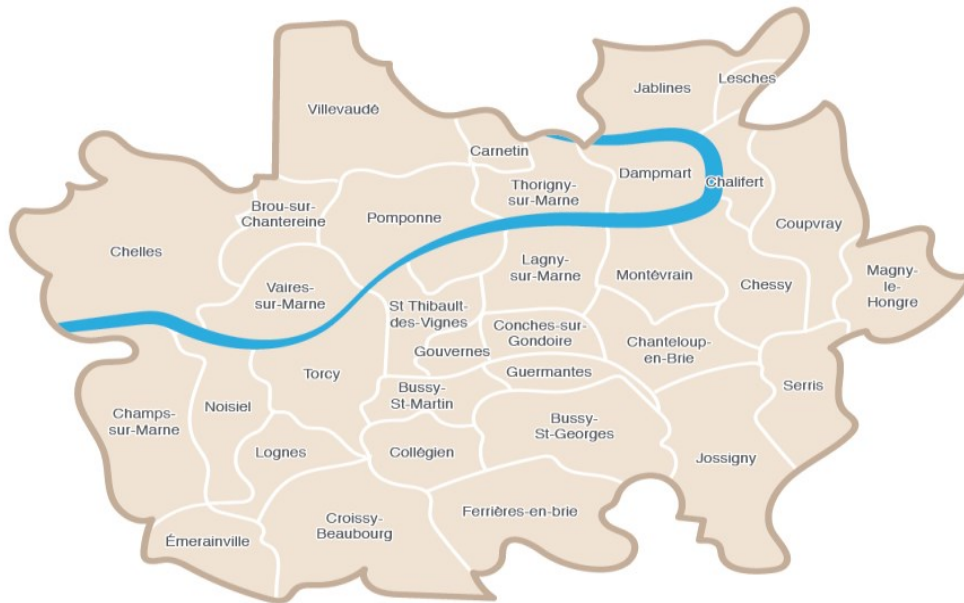 Lesches
Jablines
Villevaudé
Carnetin
Dampmart
Chalifert
Thorigny-
sur-Marne
Brou-sur-
Chantereine
Pomponne
Coupvray
Chelles
Lagny-
sur-Marne
Montévrain
Chessy
Magny-
le-
Hongre
Vaires-
sur-Marne
St Thibault-
des-Vignes
Conches-sur-
Gondoire
Chanteloup-
en-Brie
Gouvernes
Torcy
Guermantes
Serris
Bussy-
St-Martin
Noisiel
Champs-
sur-Marne
Bussy-
St-Georges
Lognes
Collégien
Jossigny
Ferrières-en-brie
Croissy-
Beaubourg
Émerainville